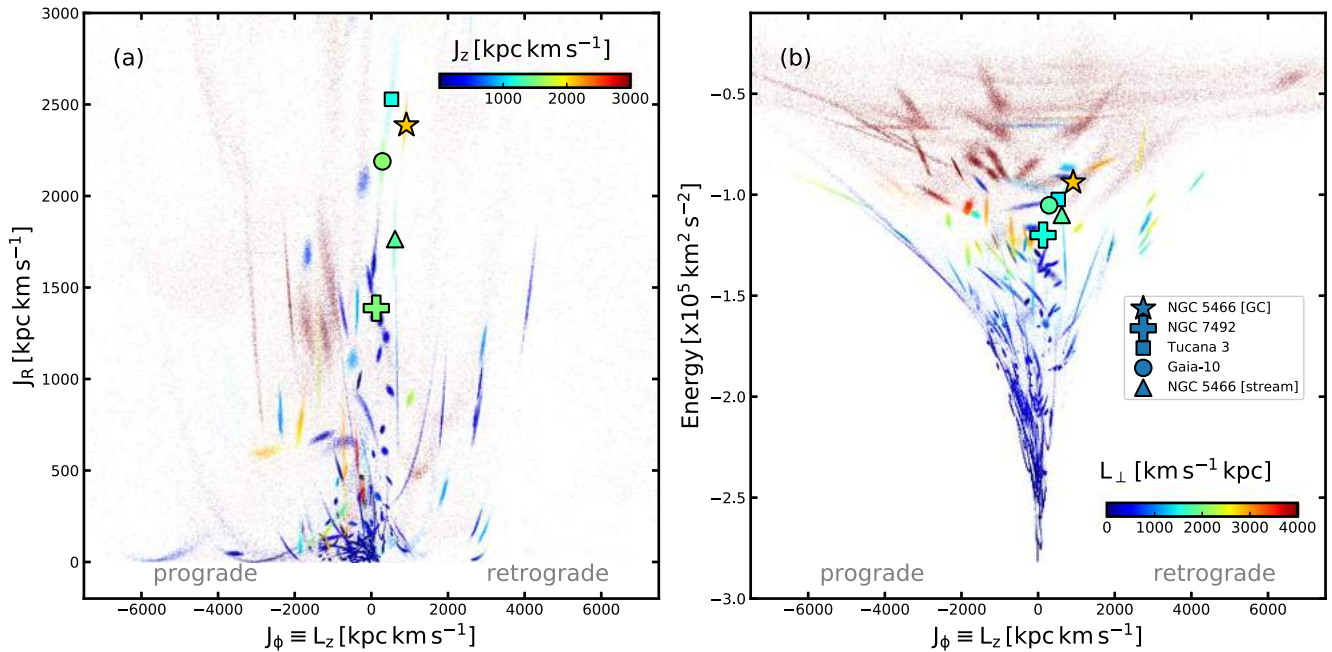 (a)
J_z [kpc km s⁻¹]
1000 2000 3000
3000
2500
2000
1500
1000
500
0
J_R [kpc km s⁻¹]
prograde retrograde
−6000 −4000 −2000 0 2000 4000 6000
J_ϕ ≡ L_z [kpc km s⁻¹]
(b)
−0.5
−1.0
−1.5
−2.0
−2.5
−3.0
Energy [x10⁵ km² s⁻²]
NGC 5466 [GC]
NGC 7492
Tucana 3
Gaia-10
NGC 5466 [stream]
L_⊥ [km s⁻¹ kpc]
0 1000 2000 3000 4000
prograde retrograde
−6000 −4000 −2000 0 2000 4000 6000
J_ϕ ≡ L_z [kpc km s⁻¹]